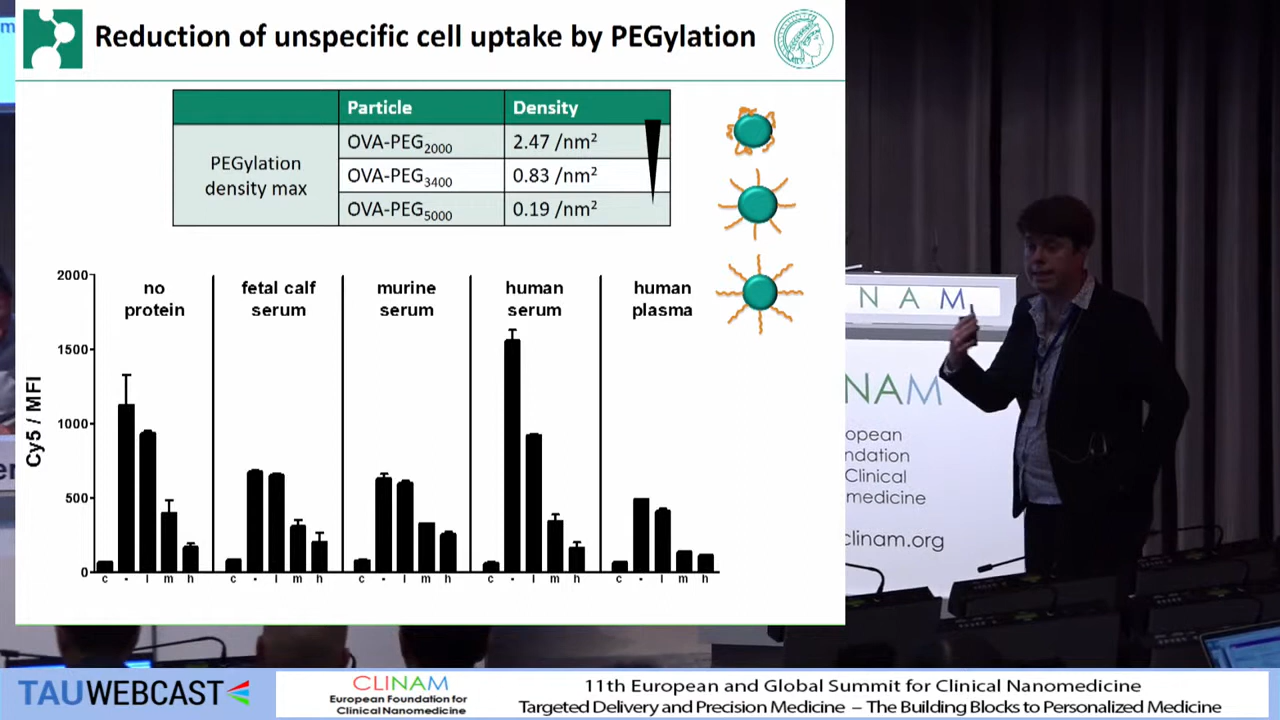 Reduction of unspecific cell uptake by PEGylation
Particle Density
PEGylation density max
OVA-PEG2000 2.47 /nm²
OVA-PEG3400 0.83 /nm²
OVA-PEG5000 0.19 /nm²
no protein
fetal calf serum
murine serum
human serum
human plasma
Cy5 / MFI
2000
1500
1000
500
0
c - l m h
c - l m h
c - l m h
c - l m h
c - l m h
N A M
NAM
opean
ndation
Clinical
medicine
clinam.org
TAUWEBCAST
CLINAM
European Foundation for
Clinical Nanomedicine
11th European and Global Summit for Clinical Nanomedicine
Targeted Delivery and Precision Medicine – The Building Blocks to Personalized Medicine